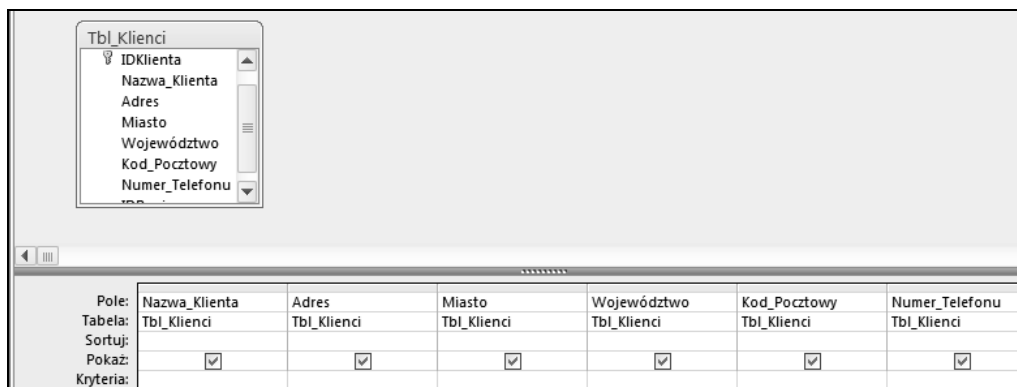 Tbl_Klienci
IDKlienta
Nazwa_Klienta
Adres
Miasto
Województwo
Kod_Pocztowy
Numer_Telefonu
Pole: Nazwa_Klienta Adres Miasto Województwo Kod_Pocztowy Numer_Telefonu
Tabela: Tbl_Klienci Tbl_Klienci Tbl_Klienci Tbl_Klienci Tbl_Klienci Tbl_Klienci
Sortuj:
Pokaż:
Kryteria: